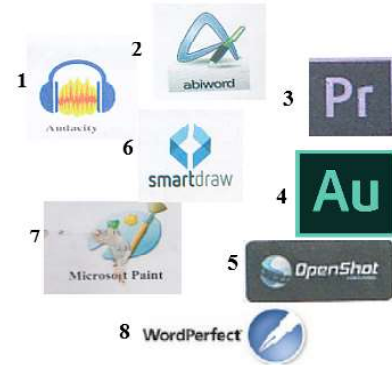 1
Audacity
2
abiword
3
Pr
6
smartdraw
4
Au
7
Microsoft Paint
5
OpenShot
8 WordPerfect